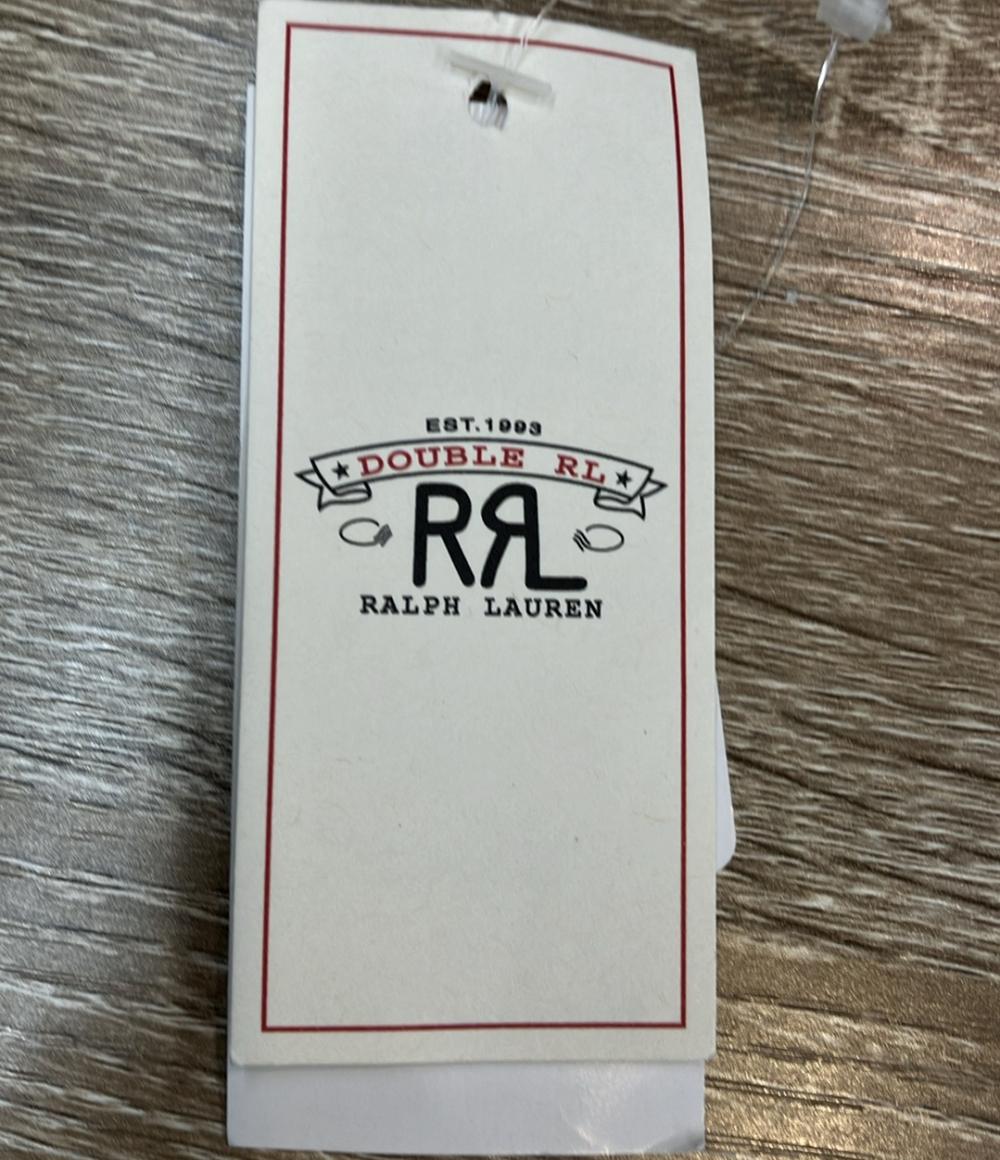 EST.1993
DOUBLE RL
RRL
RALPH LAUREN